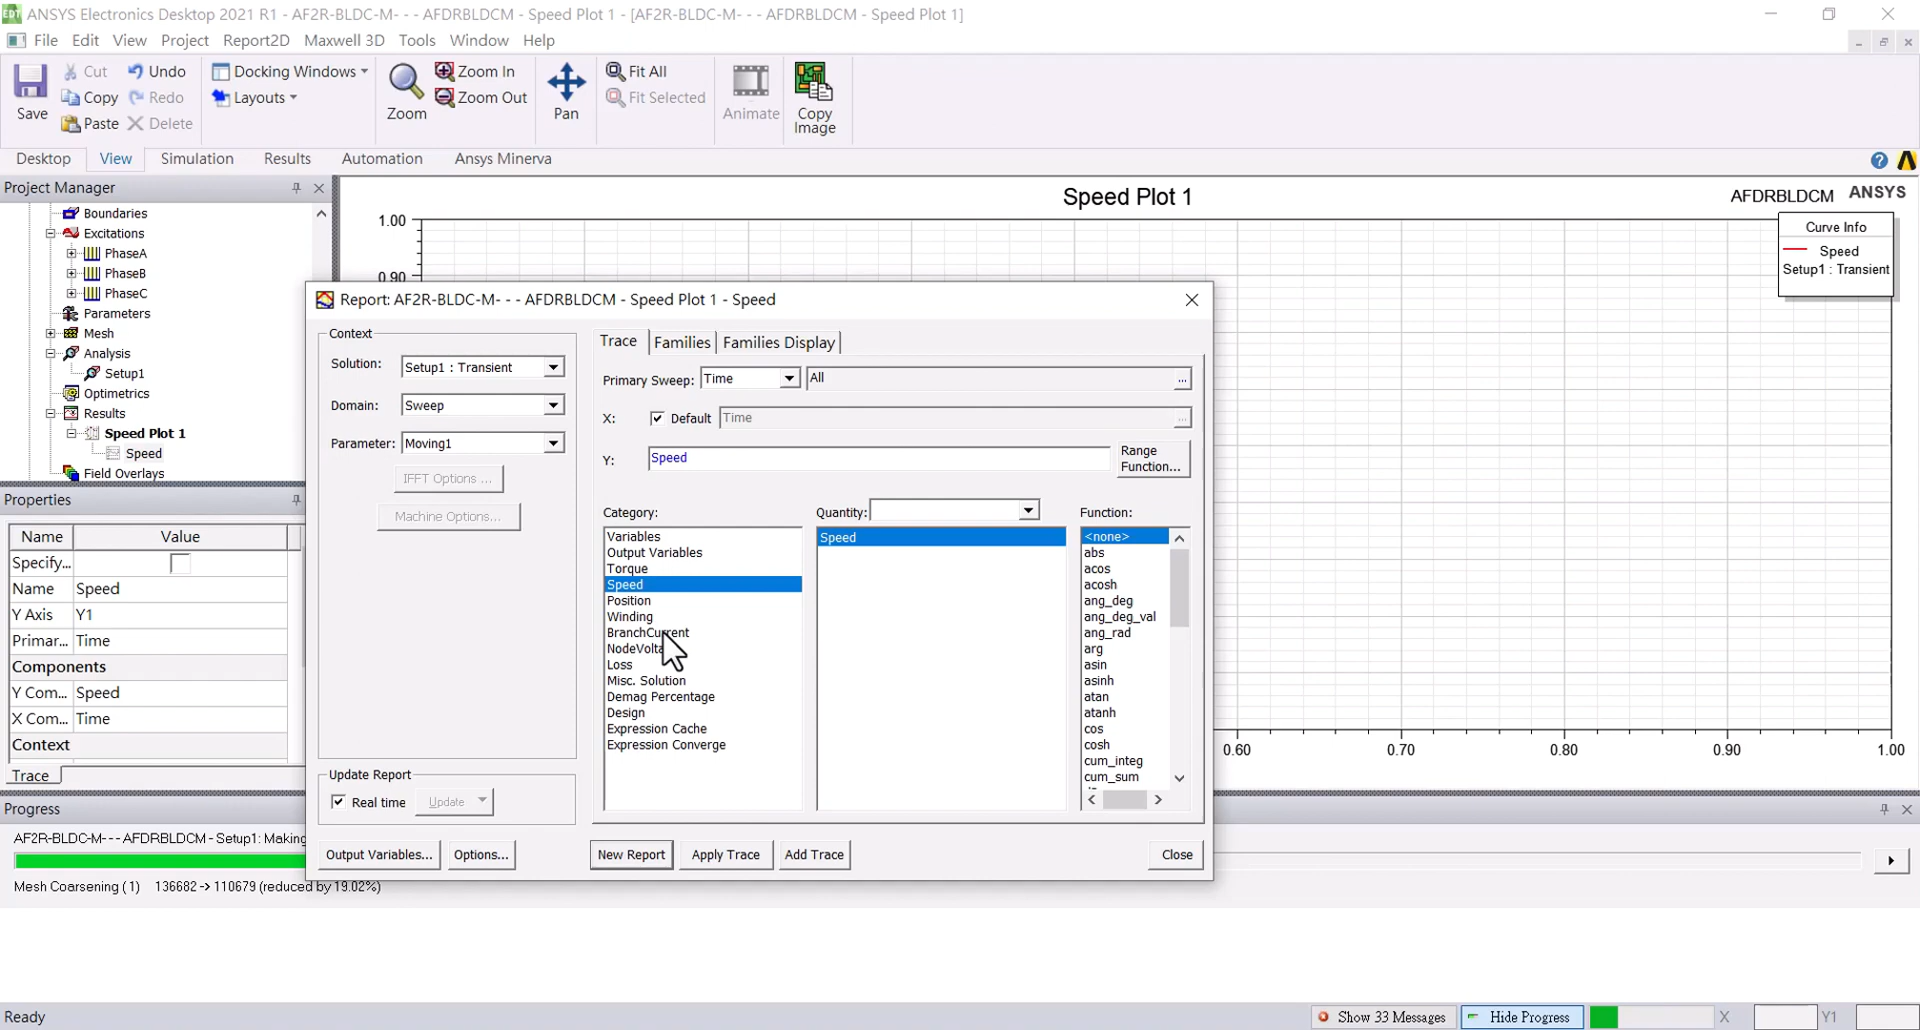 ANSYS Electronics Desktop 2021 R1 - AF2R-BLDC-M- - - AFDRBLDCM - Speed Plot 1 - [AF2R-BLDC-M- - - AFDRBLDCM - Speed Plot 1]
File Edit View Project Report2D Maxwell 3D Tools Window Help
Save
Cut Undo
Copy Redo
Paste Delete
Docking Windows
Layouts
Zoom
Zoom In
Zoom Out
Pan
Fit All
Fit Selected
Animate
Copy
Image
Desktop View Simulation Results Automation Ansys Minerva
Project Manager
Boundaries
Excitations
PhaseA
PhaseB
PhaseC
Parameters
Mesh
Analysis
Setup1
Optimetrics
Results
Speed Plot 1
Speed
Field Overlays
Speed Plot 1
AFDRBLDCM ANSYS
Curve Info
Speed
Setup1 : Transient
1.00
0.90
0.60 0.70 0.80 0.90 1.00
Properties
Name Value
Specify...
Name Speed
Y Axis Y1
Primar... Time
Components
Y Com... Speed
X Com... Time
Context
Trace
Report: AF2R-BLDC-M- - - AFDRBLDCM - Speed Plot 1 - Speed
Context
Solution: Setup1 : Transient
Domain: Sweep
Parameter: Moving1
IFFT Options ...
Machine Options...
Update Report
Real time Update
Trace Families Families Display
Primary Sweep: Time All ...
X: Default Time ...
Y: Speed
Range
Function...
Category:
Variables
Output Variables
Torque
Speed
Position
Winding
BranchCurrent
Loss
Misc. Solution
Demag Percentage
Design
Expression Cache
Expression Converge
Quantity:
Speed
Function:
<none>
abs
acos
acosh
ang_deg
ang_deg_val
ang_rad
arg
asin
asinh
atan
atanh
cos
cosh
cum_integ
cum_sum
Output Variables... Options... New Report Apply Trace Add Trace Close
Progress
AF2R-BLDC-M--- AFDRBLDCM - Setup1: Making
Mesh Coarsening (1) 136682 -> 110679 (reduced by 19.02%)
Ready Show 33 Messages Hide Progress X Y1